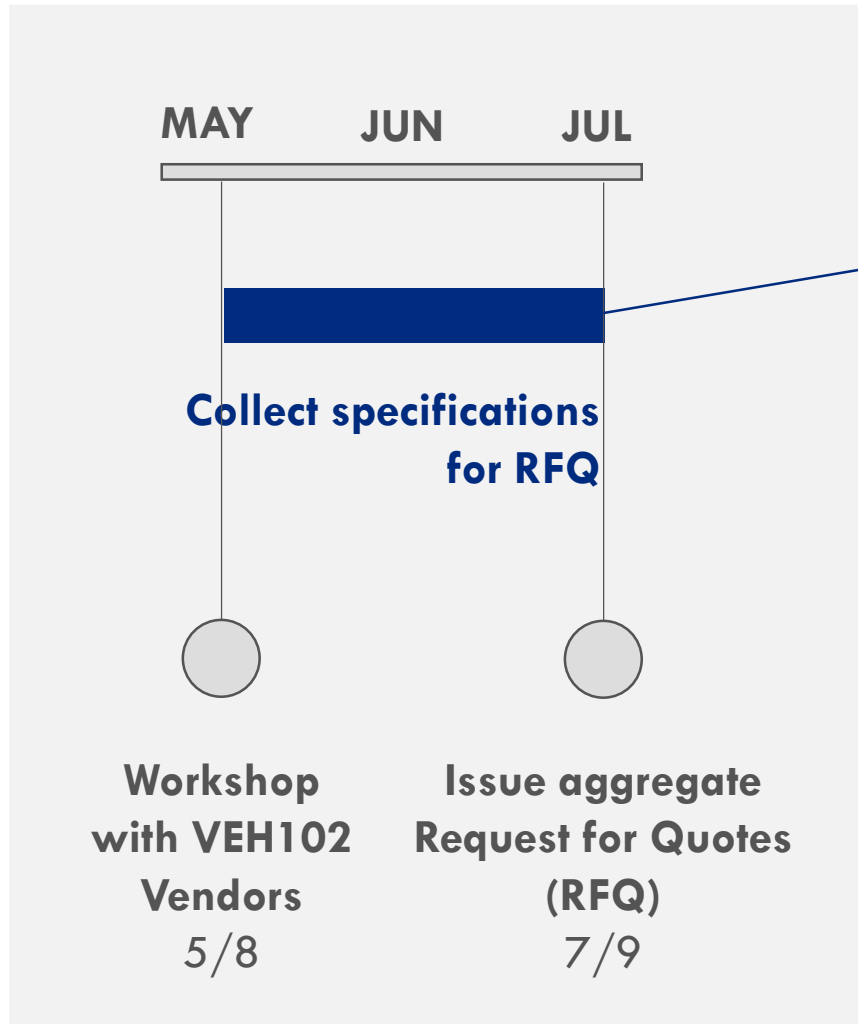 MAY JUN JUL
Collect specifications
for RFQ
Workshop
with VEH102
Vendors
5/8
Issue aggregate
Request for Quotes
(RFQ)
7/9